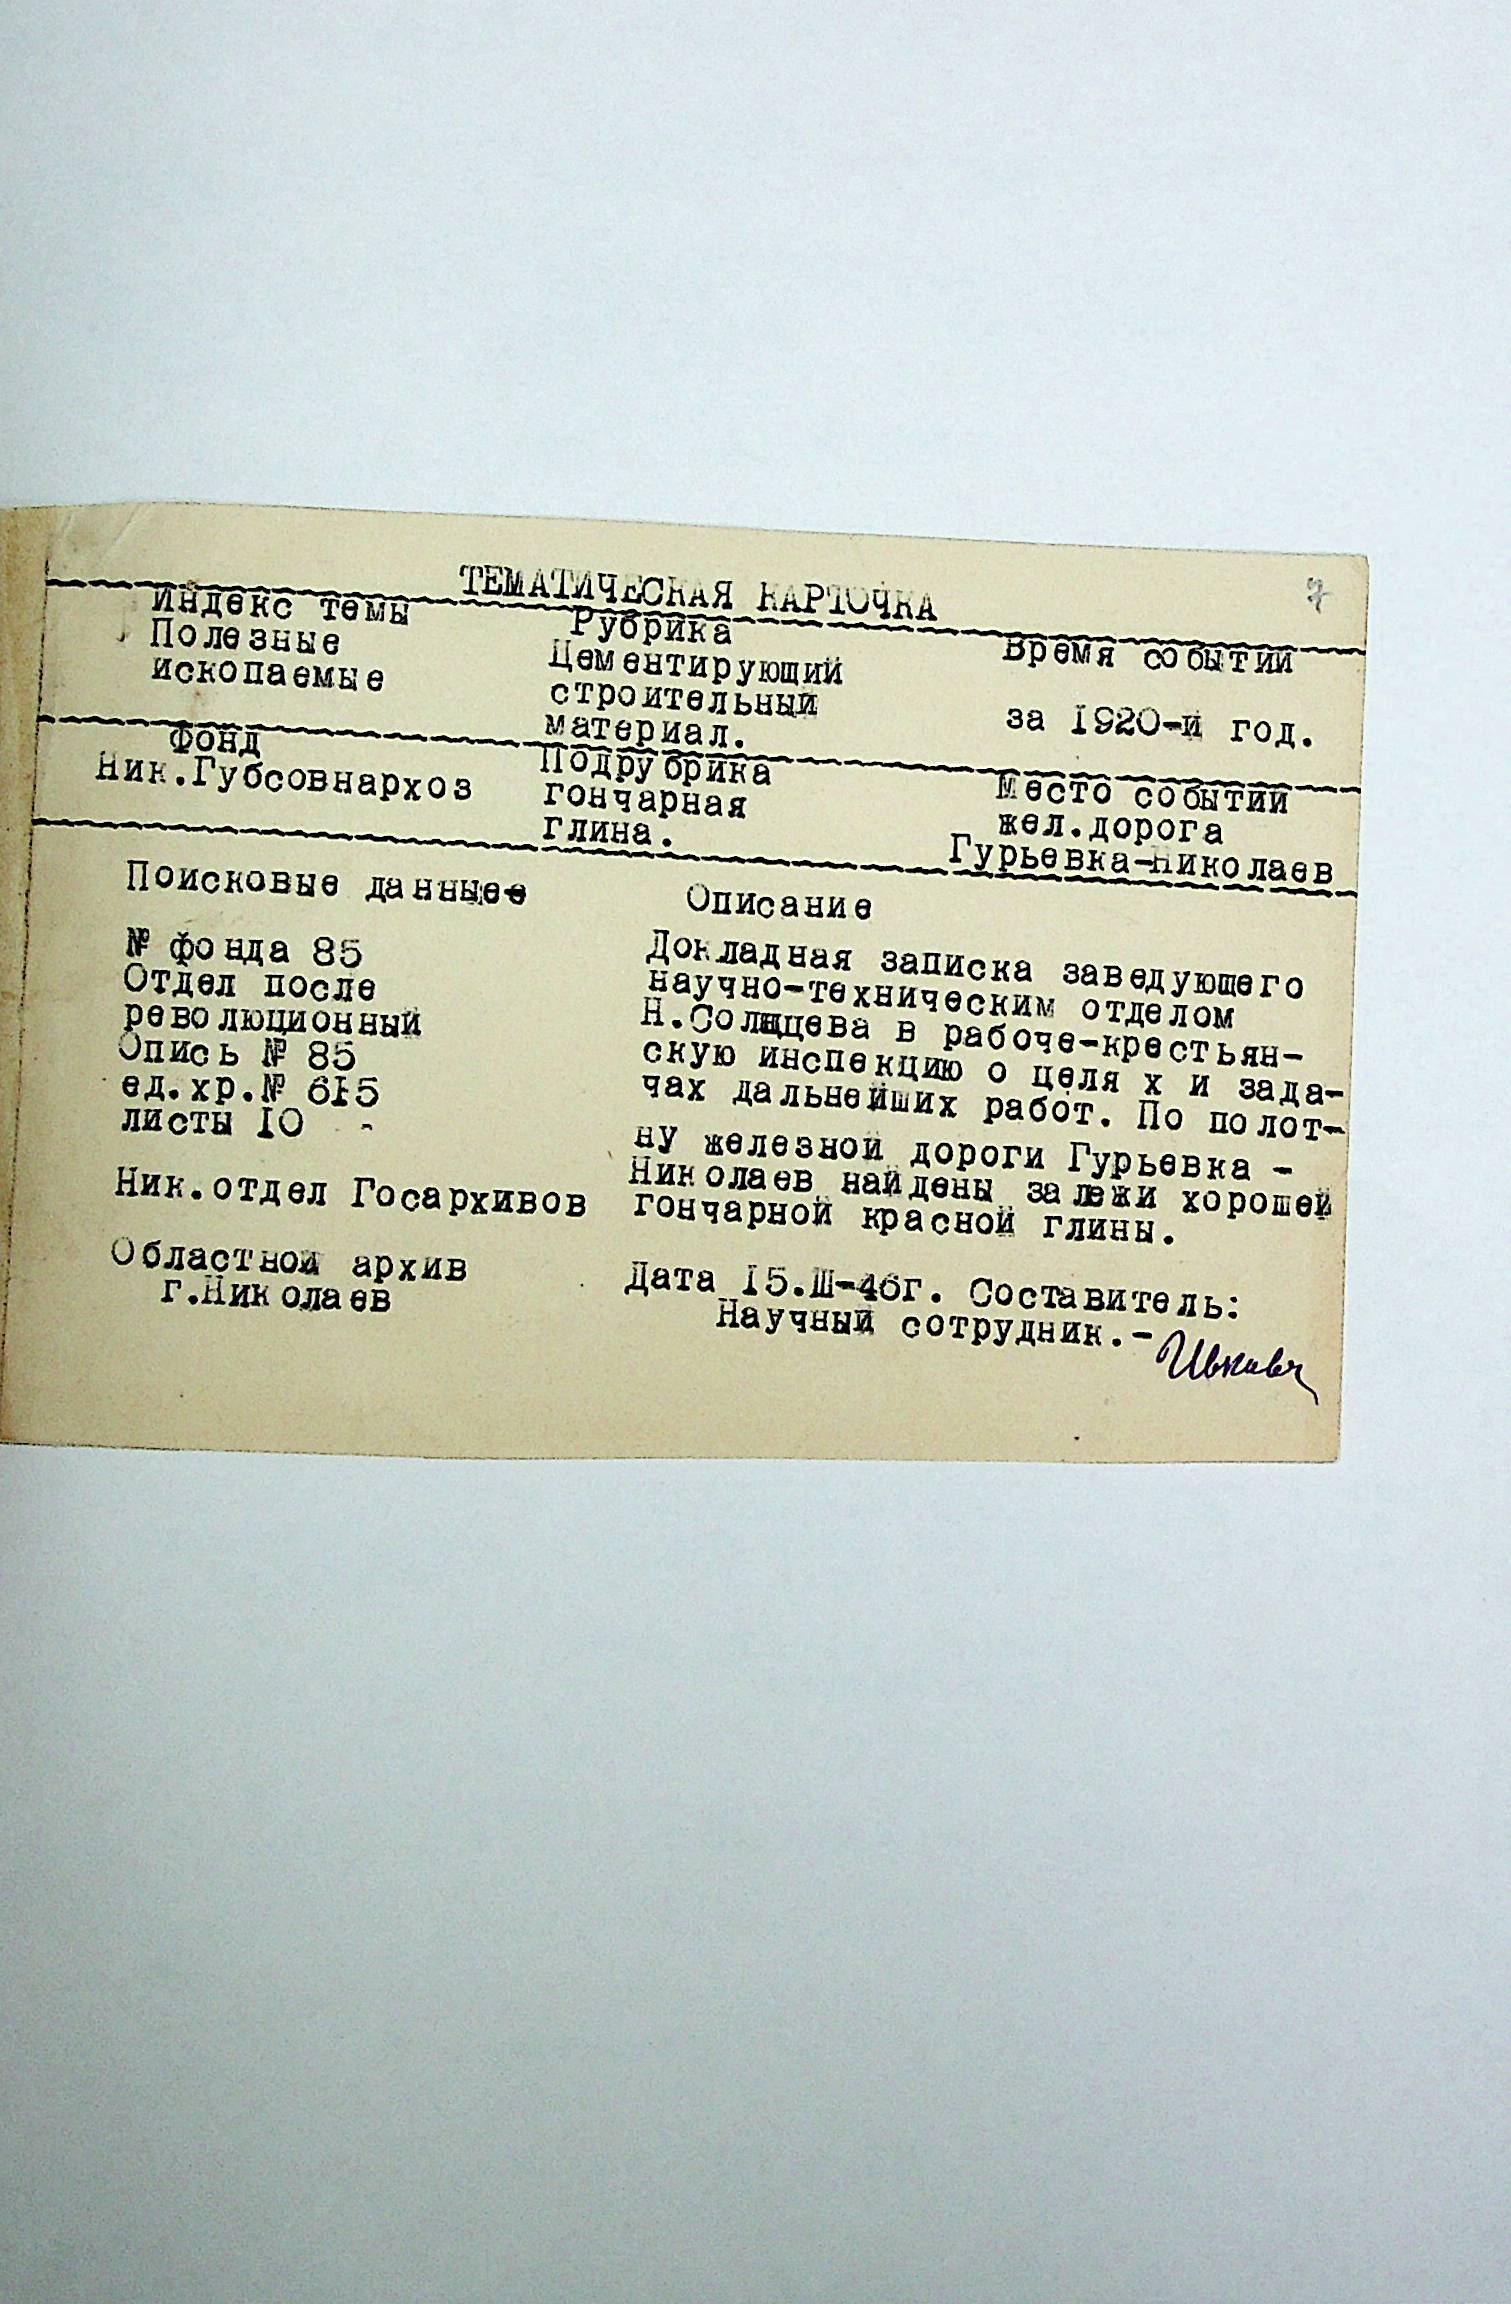 7
ТЕМАТИЧЕСКАЯ КАРТОЧКА
Индекс темы
Полезные
ископаемые
Рубрика
Цементирующий
строительный
материал.
Время событий
за 1920-й год.
Фонд
Ник.Губсовнархоз
Подрубрика
гончарная
глина.
Место событий
жел.дорога
Гурьевка-Николаев
Поисковые данные
№ фонда 85
Отдел после
революционный
Опись № 85
ед.хр.№ 615
листы 10 -
Ник.отдел Госархивов
Областной архив
г.Николаев
Описание
Докладная записка заведующего
научно-техническим отделом
Н.Солнцева в рабоче-крестьян-
скую инспекцию о целях и зада-
чах дальнейших работ. По полот-
ну железной дороги Гурьевка -
Николаев найдены залежи хорошей
гончарной красной глины.
Дата 15.Ш-46г. Составитель:
Научный сотрудник.-